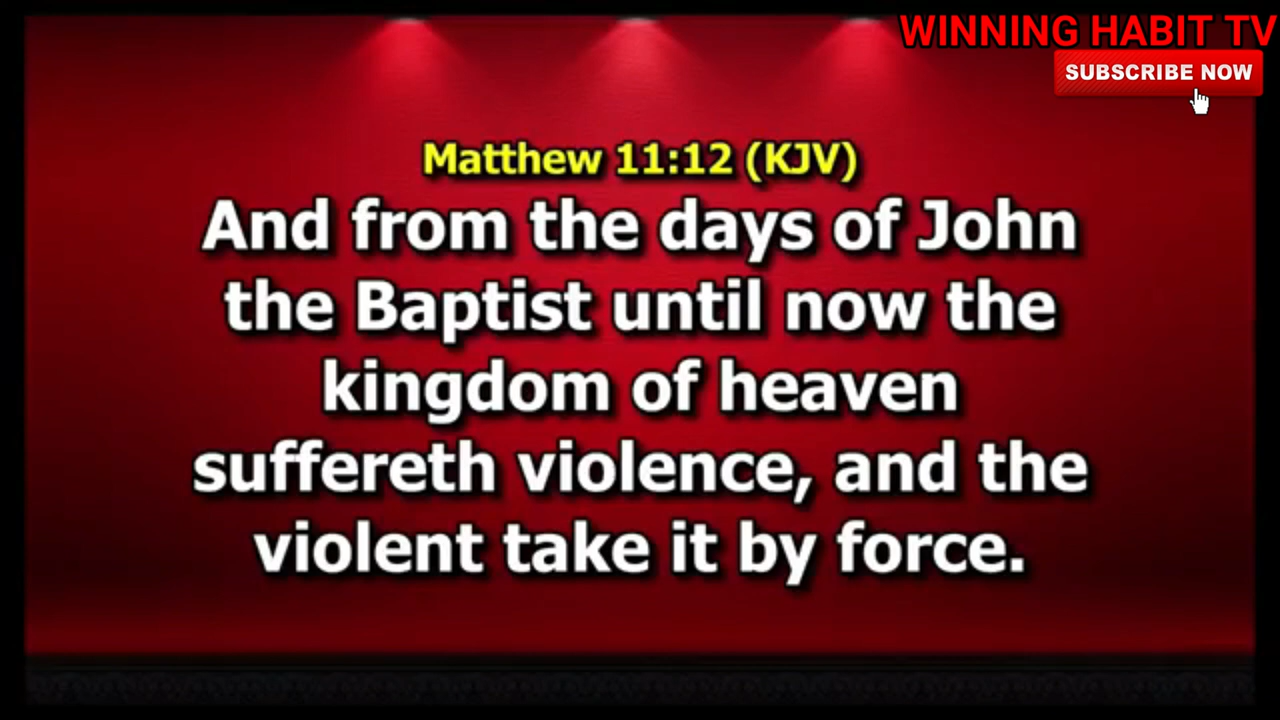 WINNING HABIT TV
SUBSCRIBE NOW
Matthew 11:12 (KJV)
And from the days of John
the Baptist until now the
kingdom of heaven
suffereth violence, and the
violent take it by force.